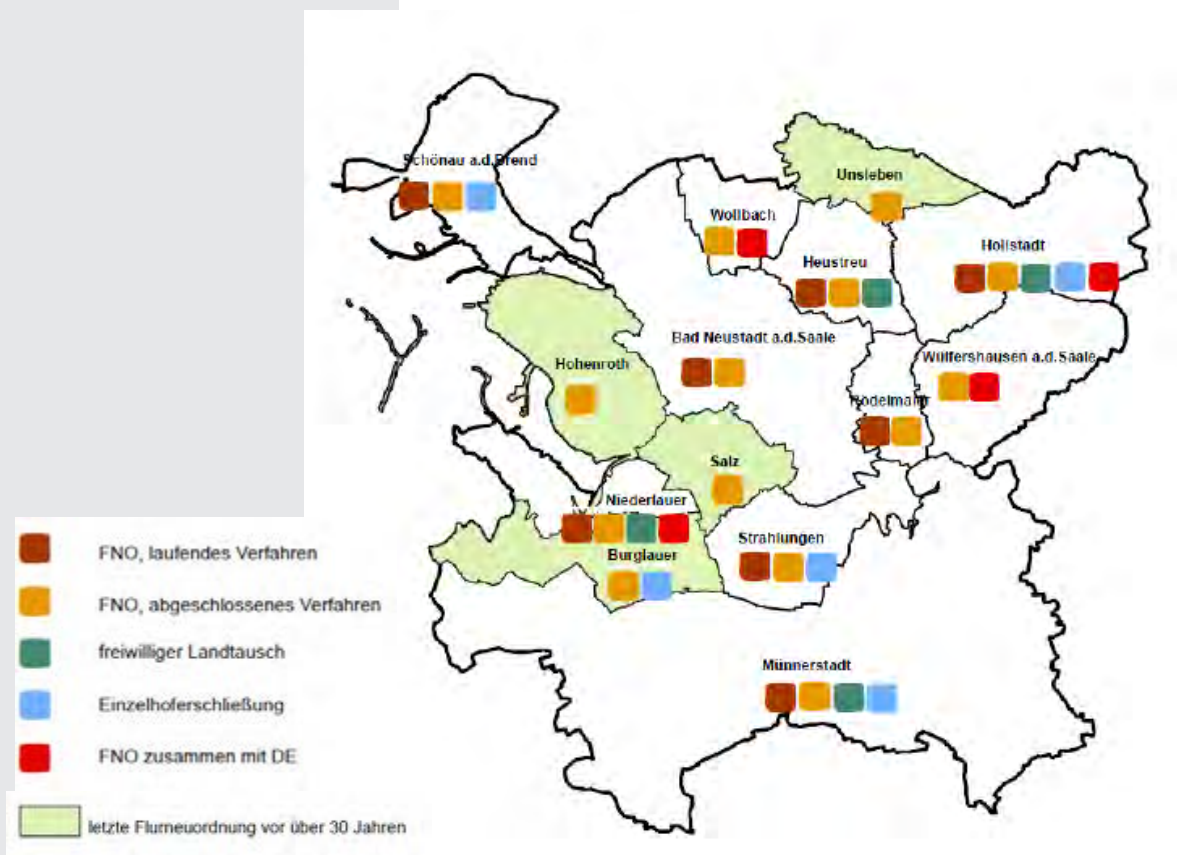 Schönau a.d.Brend
Unsleben
Wollbach
Hollstadt
Heustreu
Bad Neustadt a.d.Saale
Wülfershausen a.d.Saale
Hohenroth
Rödelmaier
Salz
Niederlauer
Strahlungen
Burglauer
Münnerstadt
FNO, laufendes Verfahren
FNO, abgeschlossenes Verfahren
freiwilliger Landtausch
Einzelhoferschließung
FNO zusammen mit DE
letzte Flurneuordnung vor über 30 Jahren